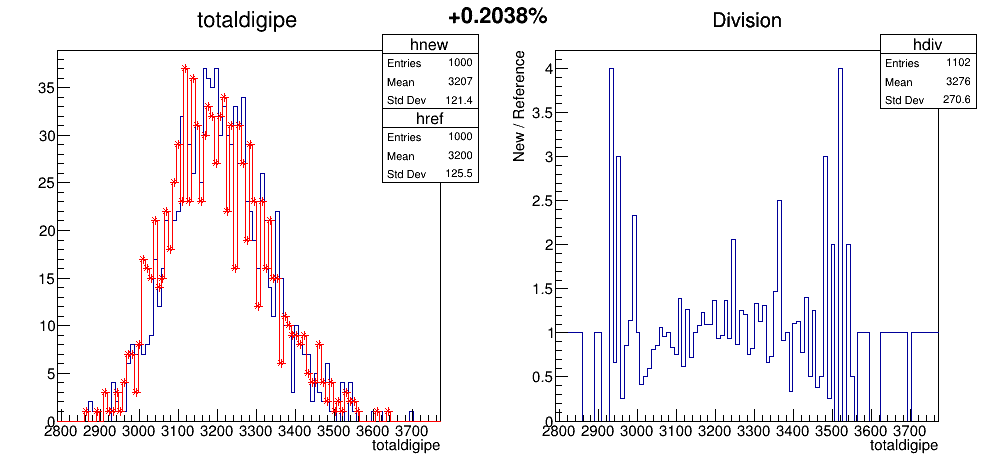 +0.2038%
totaldigipe
hnew
Entries 1000
Mean 3207
Std Dev 121.4
href
Entries 1000
Mean 3200
Std Dev 125.5
35
30
25
20
15
10
5
0
2800 2900 3000 3100 3200 3300 3400 3500 3600 3700
totaldigipe
Division
hdiv
Entries 1102
Mean 3276
Std Dev 270.6
New / Reference
4
3.5
3
2.5
2
1.5
1
0.5
0
2800 2900 3000 3100 3200 3300 3400 3500 3600 3700
totaldigipe